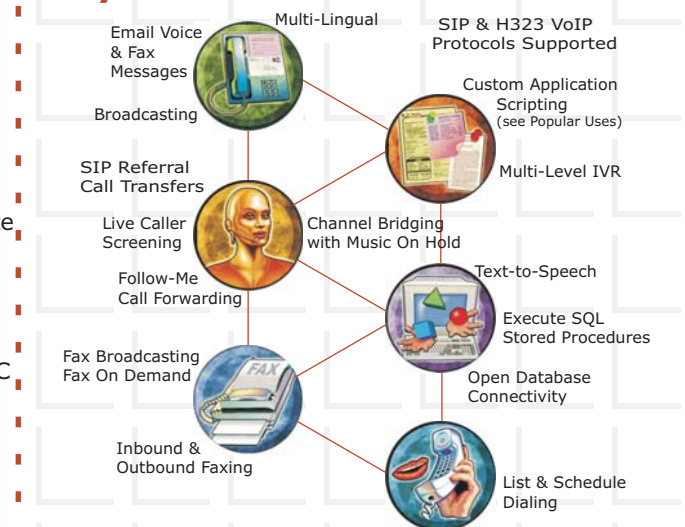 Multi-Lingual
Email Voice
& Fax
Messages
Broadcasting
SIP & H323 VoIP
Protocols Supported
Custom Application
Scripting
(see Popular Uses)
Multi-Level IVR
SIP Referral
Call Transfers
Live Caller
Screening
Channel Bridging
with Music On Hold
Follow-Me
Call Forwarding
Text-to-Speech
Execute SQL
Stored Procedures
Open Database
Connectivity
Fax Broadcasting
Fax On Demand
FAX
Inbound &
Outbound Faxing
List & Schedule
Dialing